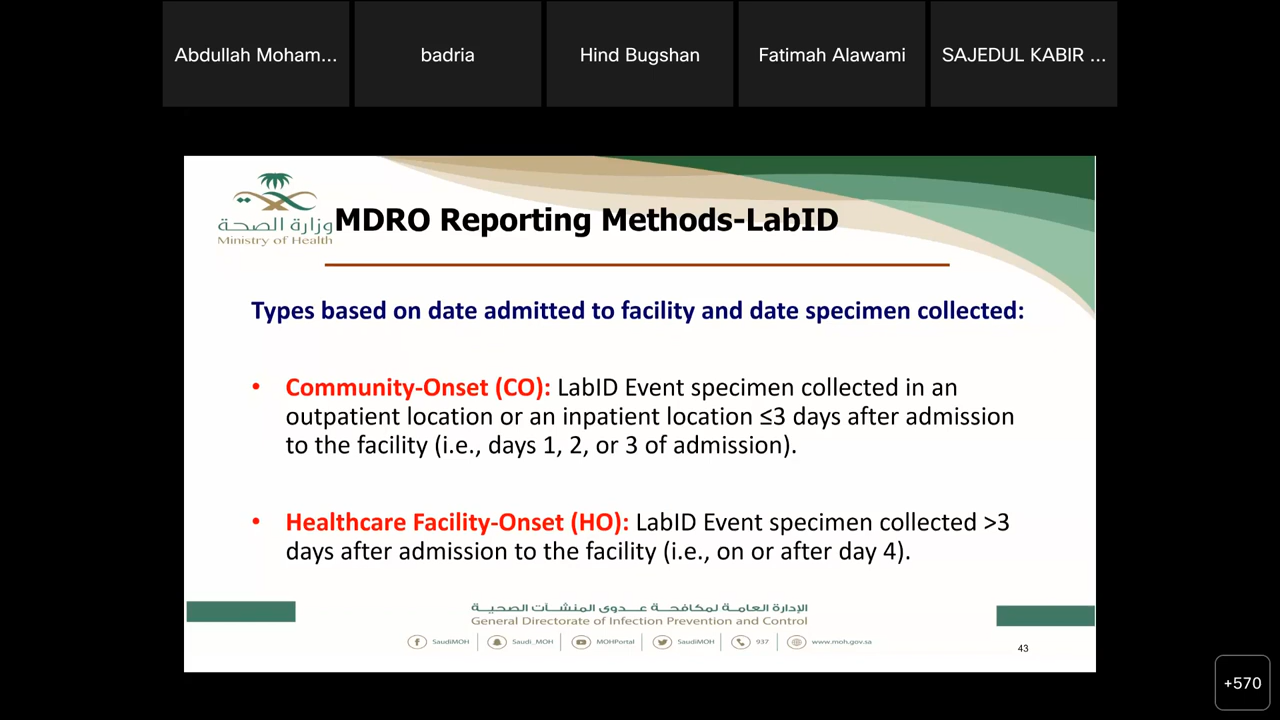 Abdullah Moham...
badria
Hind Bugshan
Fatimah Alawami
SAJEDUL KABIR ...
وزارة الصحة
Ministry of Health
MDRO Reporting Methods-LabID
Types based on date admitted to facility and date specimen collected:
• Community-Onset (CO): LabID Event specimen collected in an
outpatient location or an inpatient location ≤3 days after admission
to the facility (i.e., days 1, 2, or 3 of admission).
• Healthcare Facility-Onset (HO): LabID Event specimen collected >3
days after admission to the facility (i.e., on or after day 4).
الإدارة العامة لمكافحة عدوى المنشآت الصحية
General Directorate of Infection Prevention and Control
SaudiMOH
Saudi_MOH
MOHPortal
SaudiMOH
937
www.moh.gov.sa
43
+570